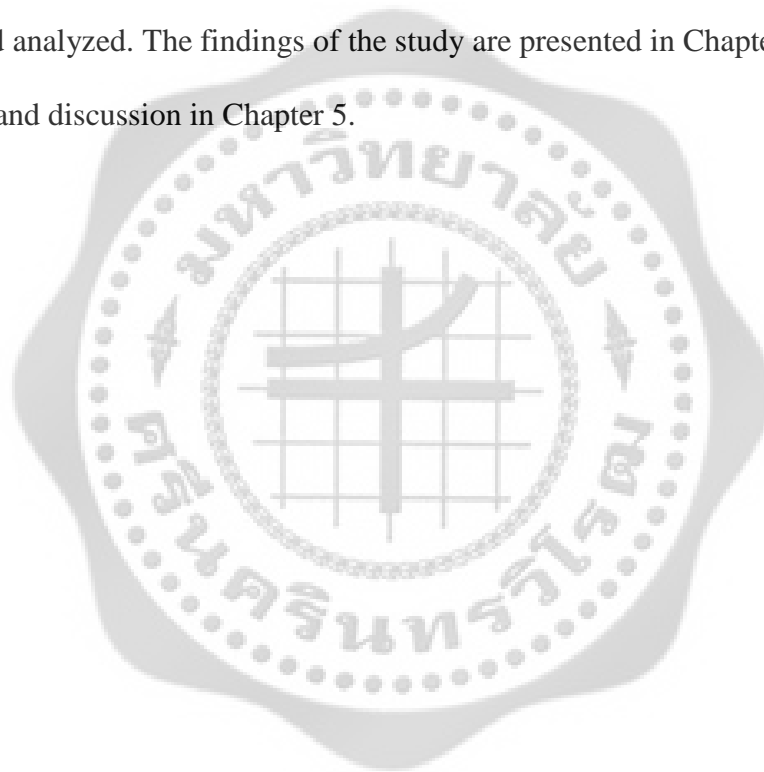 d analyzed. The findings of the study are presented in Chapte
and discussion in Chapter 5.
มหาวิทยาลัย
ศรีนครินทรวิโรฒ